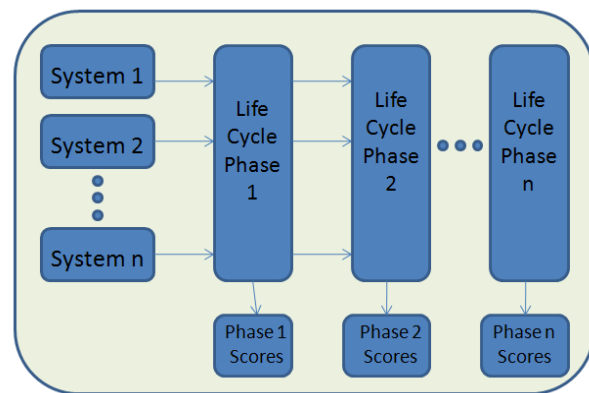 System 1
System 2
System n
Life
Cycle
Phase
1
Life
Cycle
Phase
2
Life
Cycle
Phase
n
Phase 1
Scores
Phase 2
Scores
Phase n
Scores